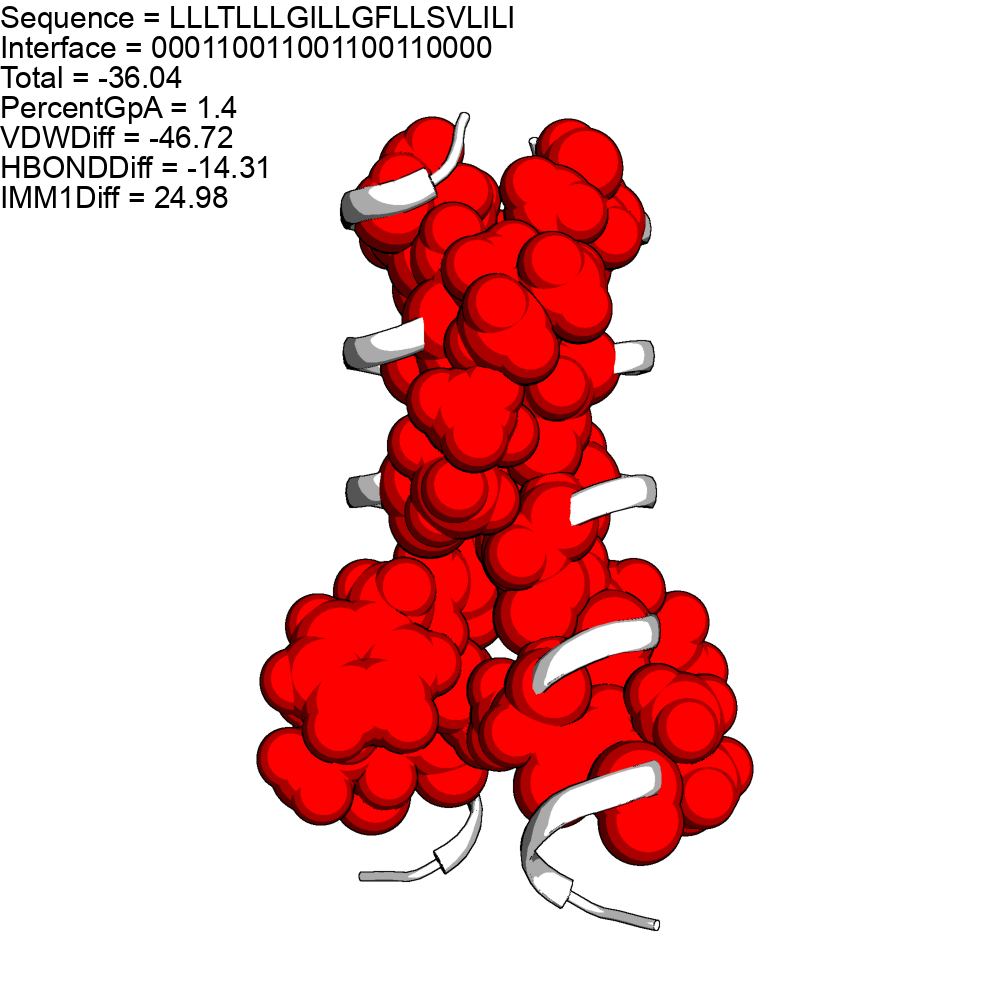 Sequence = LLLTLLLGILLGFLLSVLILI
Interface = 000110011001100110000
Total = -36.04
PercentGpA = 1.4
VDWDiff = -46.72
HBONDDiff = -14.31
IMM1Diff = 24.98